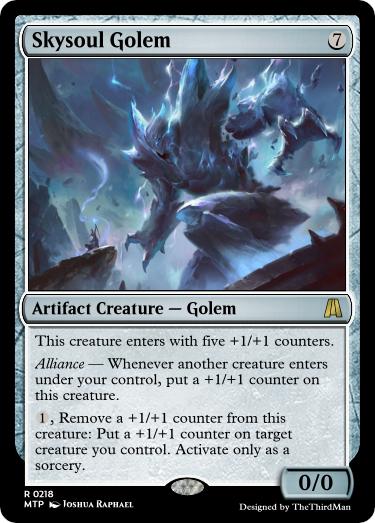 Skysoul Golem 7
Artifact Creature — Golem
This creature enters with five +1/+1 counters.
Alliance — Whenever another creature enters
under your control, put a +1/+1 counter on
this creature.
1, Remove a +1/+1 counter from this
creature: Put a +1/+1 counter on target
creature you control. Activate only as a
sorcery.
0/0
R 0218
MTP Joshua Raphael
Designed by TheThirdMan